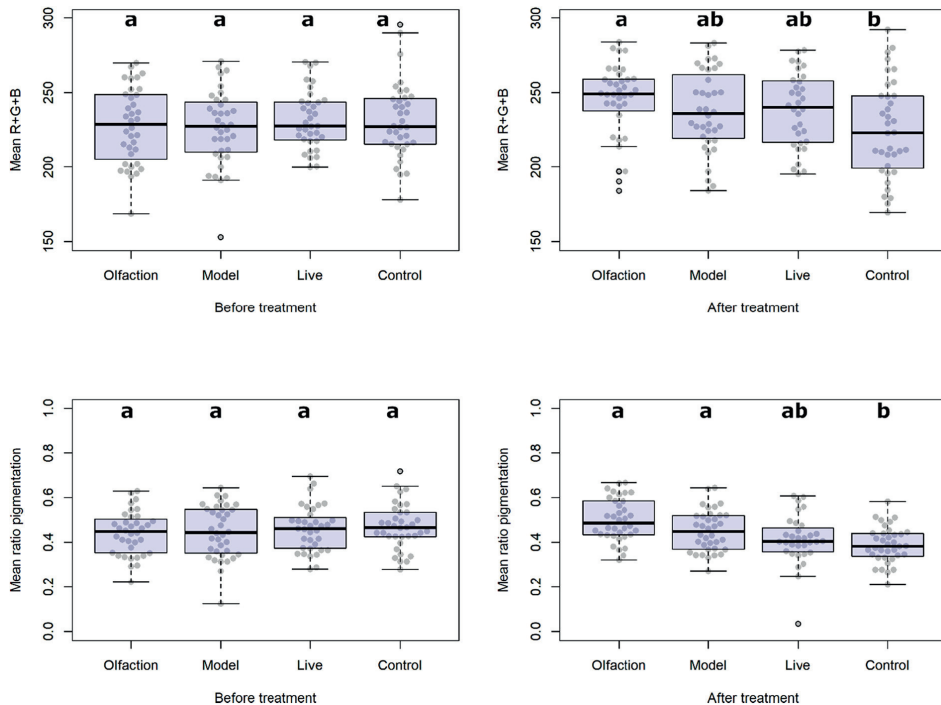 a a a a
Mean R+G+B
300
250
200
150
Olfaction Model Live Control
Before treatment
a ab ab b
Mean R+G+B
300
250
200
150
Olfaction Model Live Control
After treatment
a a a a
Mean ratio pigmentation
1.0
0.8
0.6
0.4
0.2
0.0
Olfaction Model Live Control
Before treatment
a a ab b
Mean ratio pigmentation
1.0
0.8
0.6
0.4
0.2
0.0
Olfaction Model Live Control
After treatment